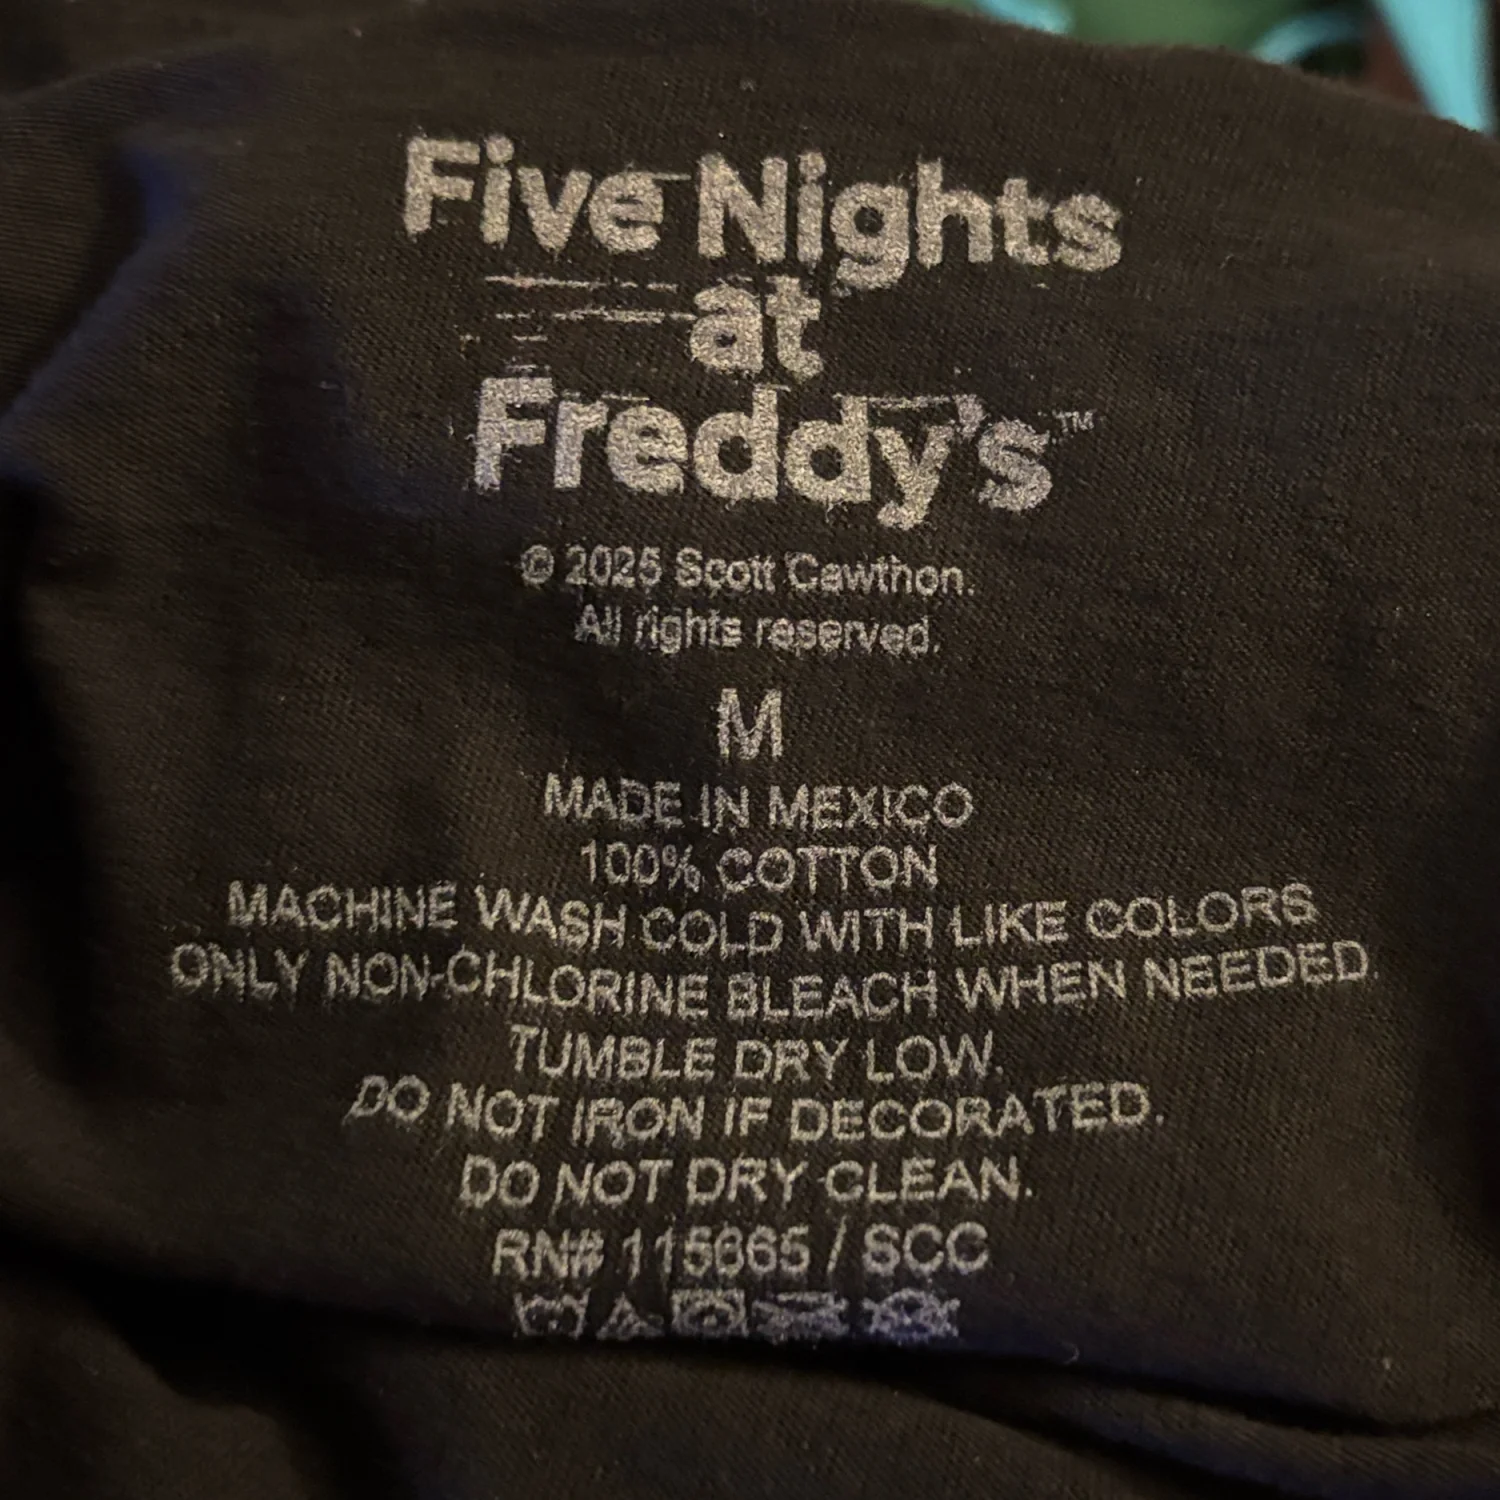 Five Nights
at
Freddy's™
© 2025 Scott Cawthon.
All rights reserved.
M
MADE IN MEXICO
100% COTTON
MACHINE WASH COLD WITH LIKE COLORS
ONLY NON-CHLORINE BLEACH WHEN NEEDED.
TUMBLE DRY LOW.
DO NOT IRON IF DECORATED.
DO NOT DRY CLEAN.
RN# 115665 / SCC